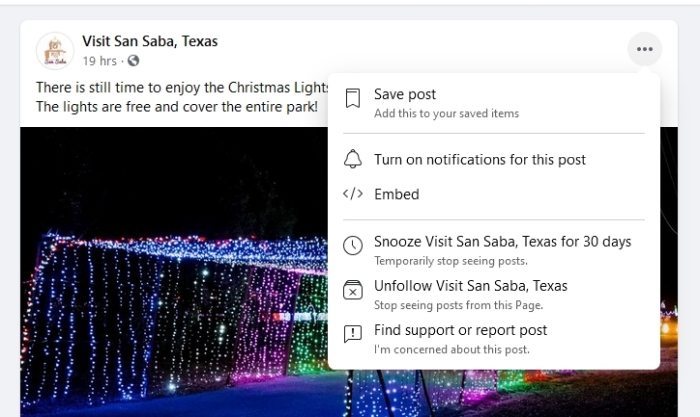 Visit San Saba, Texas
19 hrs ·
There is still time to enjoy the Christmas Lights
The lights are free and cover the entire park!
Save post
Add this to your saved items
Turn on notifications for this post
</> Embed
Snooze Visit San Saba, Texas for 30 days
Temporarily stop seeing posts.
Unfollow Visit San Saba, Texas
Stop seeing posts from this Page.
Find support or report post
I'm concerned about this post.